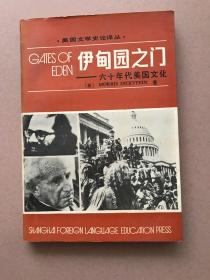 ·美国文学史论译丛·
GATES OF
EDEN
伊甸园之门
——六十年代美国文化
〔美〕 MORRIS DICKSTEIN 著
SHANGHAI FOREIGN LANGUAGE EDUCATION PRESS